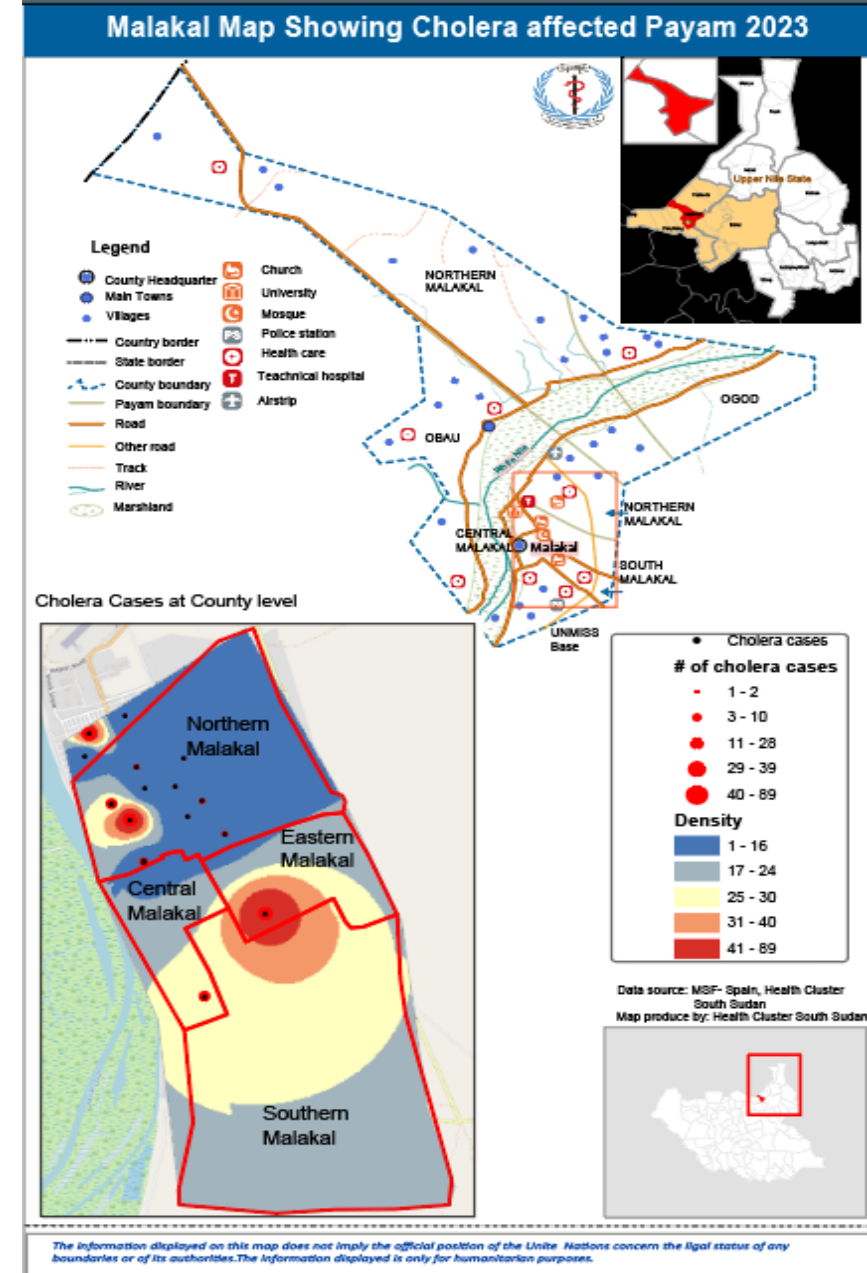 Malakal Map Showing Cholera affected Payam 2023
Upper Nile State
Legend
County Headquarter
Main Towns
Villages
Country border
State border
County boundary
Payam boundary
Road
Other road
Track
River
Marshland
Church
University
Mosque
PS
Police station
Health care
T
Teachnical hospital
Airstrip
NORTHERN
MALAKAL
OGOD
OBAU
White Nile
T
NORTHERN
MALAKAL
CENTRAL
MALAKAL
Malakal
SOUTH
MALAKAL
UNMISS
Base
Cholera Cases at County level
Northern
Malakal
Eastern
Malakal
Central
Malakal
Southern
Malakal
Cholera cases
# of cholera cases
1 - 2
3 - 10
11 - 28
29 - 39
40 - 89
Density
1 - 16
17 - 24
25 - 30
31 - 40
41 - 89
Data source: MSF- Spain, Health Cluster
South Sudan
Map produce by: Health Cluster South Sudan
The information displayed on this map does not imply the official position of the Unite Nations concern the ligal status of any
boundaries or of its authorities.The information displayed is only for humanitarian purposes.